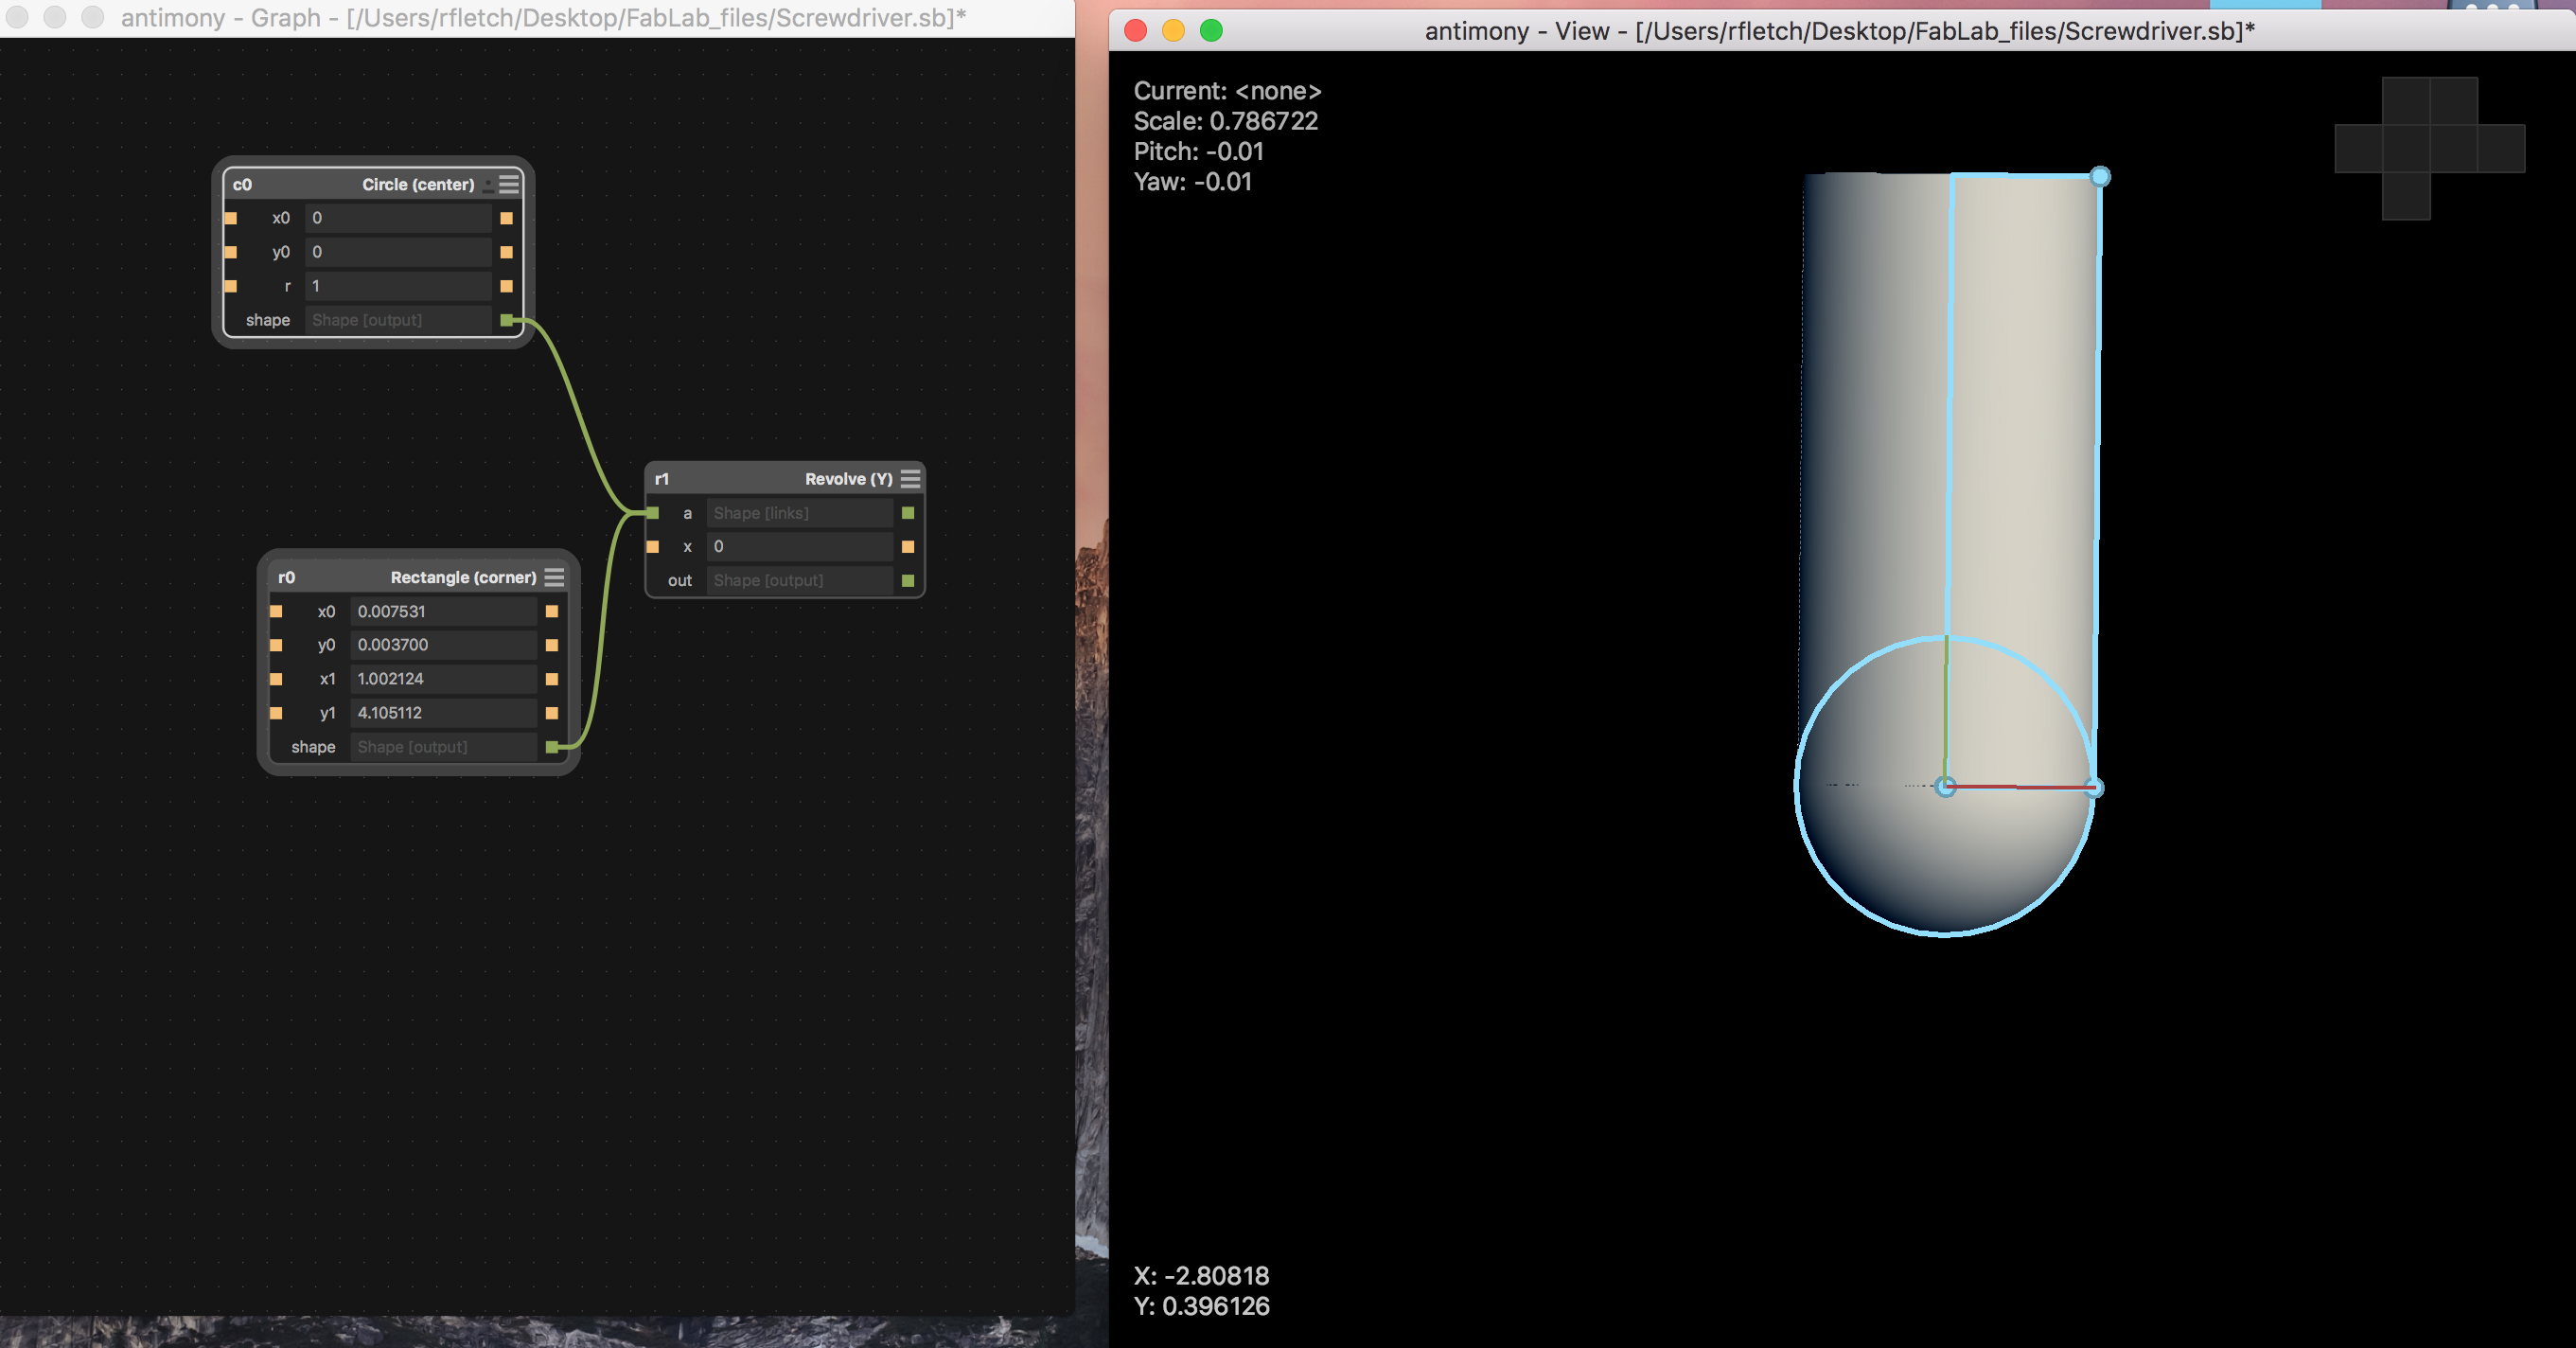 antimony - Graph - [/Users/rfletch/Desktop/FabLab_files/Screwdriver.sb]*
c0 Circle (center)
x0 0
y0 0
r 1
shape Shape [output]
r1 Revolve (Y)
a Shape [links]
x 0
out Shape [output]
r0 Rectangle (corner)
x0 0.007531
y0 0.003700
x1 1.002124
y1 4.105112
shape Shape [output]
antimony - View - [/Users/rfletch/Desktop/FabLab_files/Screwdriver.sb]*
Current: <none>
Scale: 0.786722
Pitch: -0.01
Yaw: -0.01
X: -2.80818
Y: 0.396126